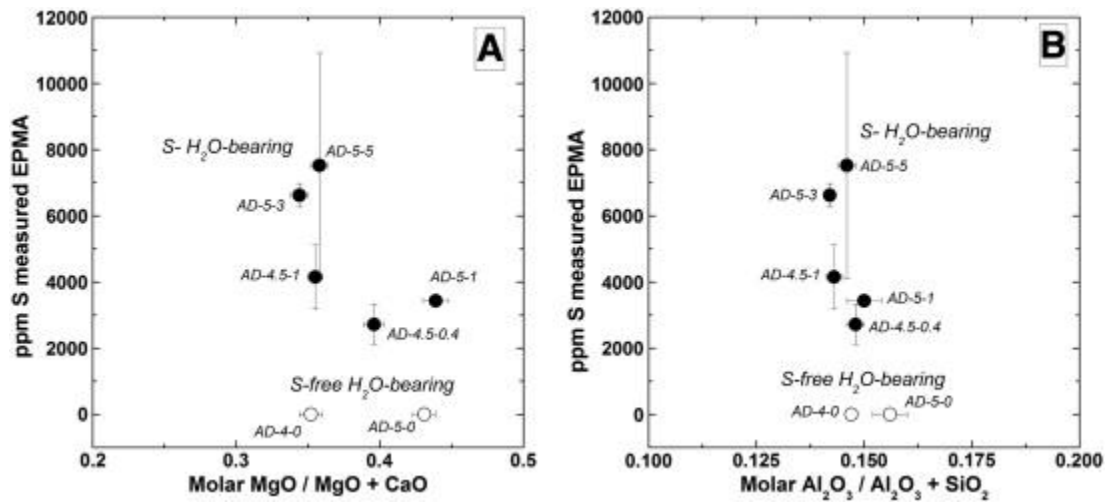 A
12000
10000
8000
6000
4000
2000
0
ppm S measured EPMA
S- H₂O-bearing
AD-5-5
AD-5-3
AD-4.5-1
AD-5-1
AD-4.5-0.4
S-free H₂O-bearing
AD-4-0
AD-5-0
0.2 0.3 0.4 0.5
Molar MgO / MgO + CaO
B
12000
10000
8000
6000
4000
2000
0
ppm S measured EPMA
S- H₂O-bearing
AD-5-5
AD-5-3
AD-4.5-1
AD-5-1
AD-4.5-0.4
S-free H₂O-bearing
AD-5-0
AD-4-0
0.100 0.125 0.150 0.175 0.200
Molar Al₂O₃ / Al₂O₃ + SiO₂